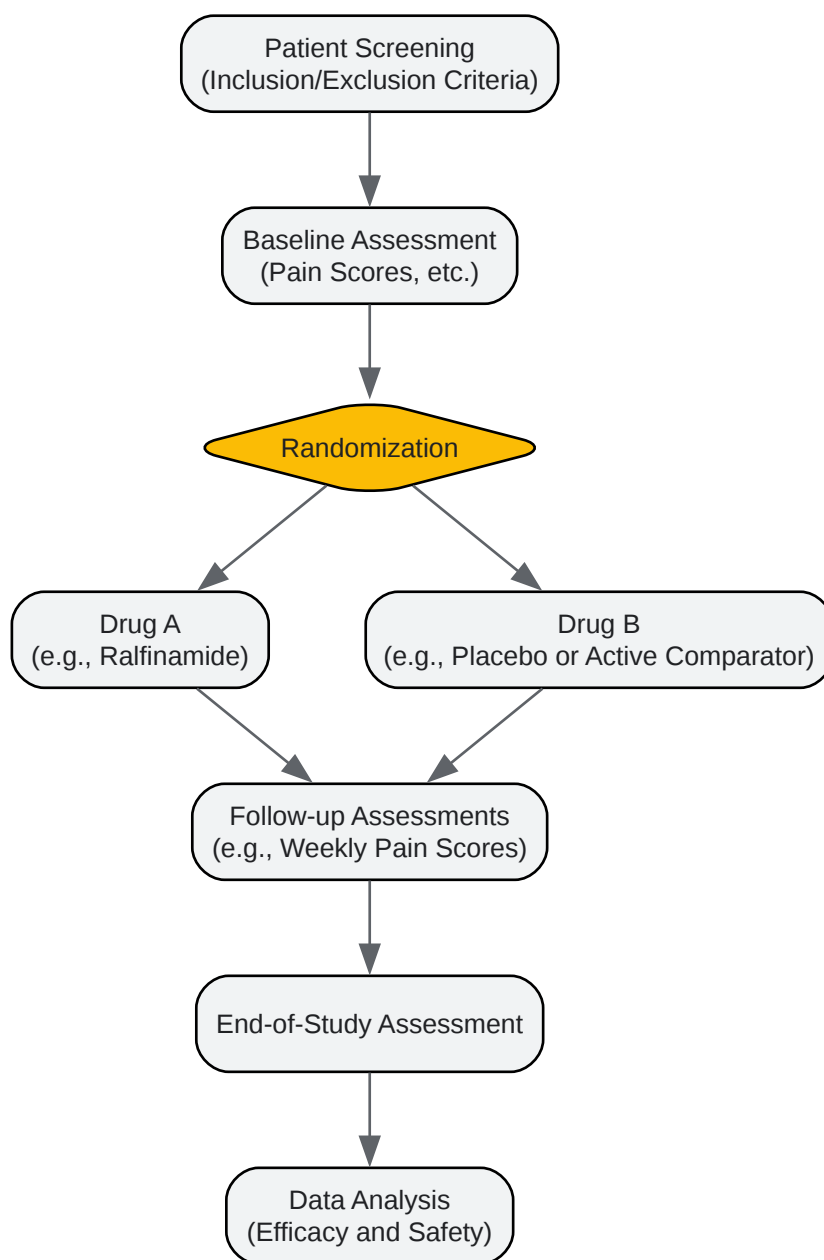 Patient Screening
(Inclusion/Exclusion Criteria)
Baseline Assessment
(Pain Scores, etc.)
Randomization
Drug A
(e.g., Ralfinamide)
Drug B
(e.g., Placebo or Active Comparator)
Follow-up Assessments
(e.g., Weekly Pain Scores)
End-of-Study Assessment
Data Analysis
(Efficacy and Safety)